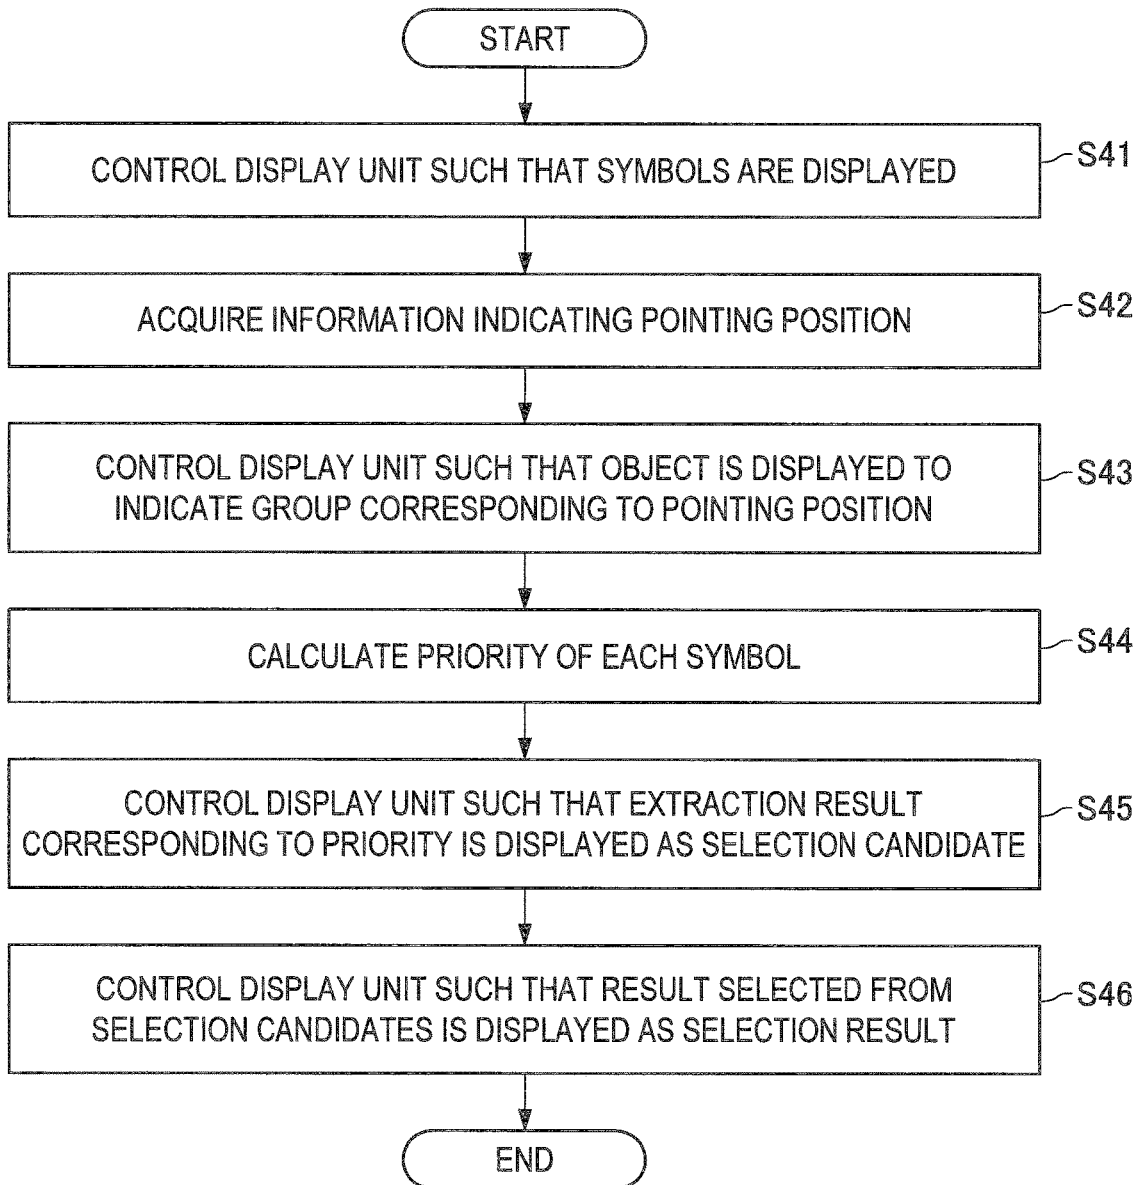 START
CONTROL DISPLAY UNIT SUCH THAT SYMBOLS ARE DISPLAYED
S41
ACQUIRE INFORMATION INDICATING POINTING POSITION
S42
CONTROL DISPLAY UNIT SUCH THAT OBJECT IS DISPLAYED TO
INDICATE GROUP CORRESPONDING TO POINTING POSITION
S43
CALCULATE PRIORITY OF EACH SYMBOL
S44
CONTROL DISPLAY UNIT SUCH THAT EXTRACTION RESULT
CORRESPONDING TO PRIORITY IS DISPLAYED AS SELECTION CANDIDATE
S45
CONTROL DISPLAY UNIT SUCH THAT RESULT SELECTED FROM
SELECTION CANDIDATES IS DISPLAYED AS SELECTION RESULT
S46
END